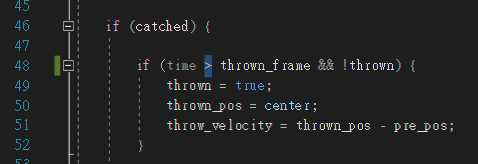 45
46 if (catched) {
47
48 if (time > thrown_frame && !thrown) {
49 thrown = true;
50 thrown_pos = center;
51 throw_velocity = thrown_pos - pre_pos;
52 }
53